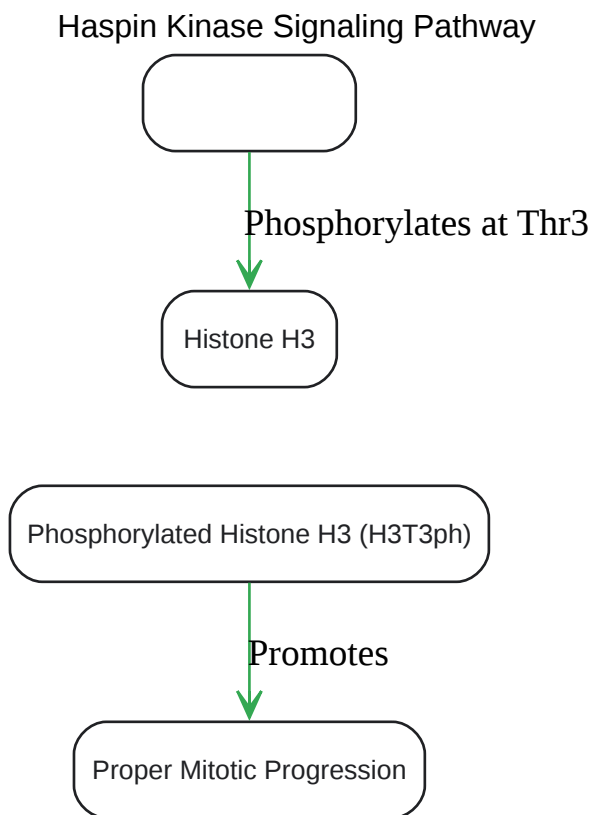 Haspin Kinase Signaling Pathway
Phosphorylates at Thr3
Histone H3
Phosphorylated Histone H3 (H3T3ph)
Promotes
Proper Mitotic Progression